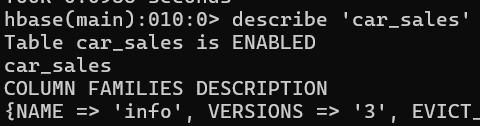 hbase(main):010:0> describe 'car_sales'
Table car_sales is ENABLED
car_sales
COLUMN FAMILIES DESCRIPTION
{NAME => 'info', VERSIONS => '3', EVICT_